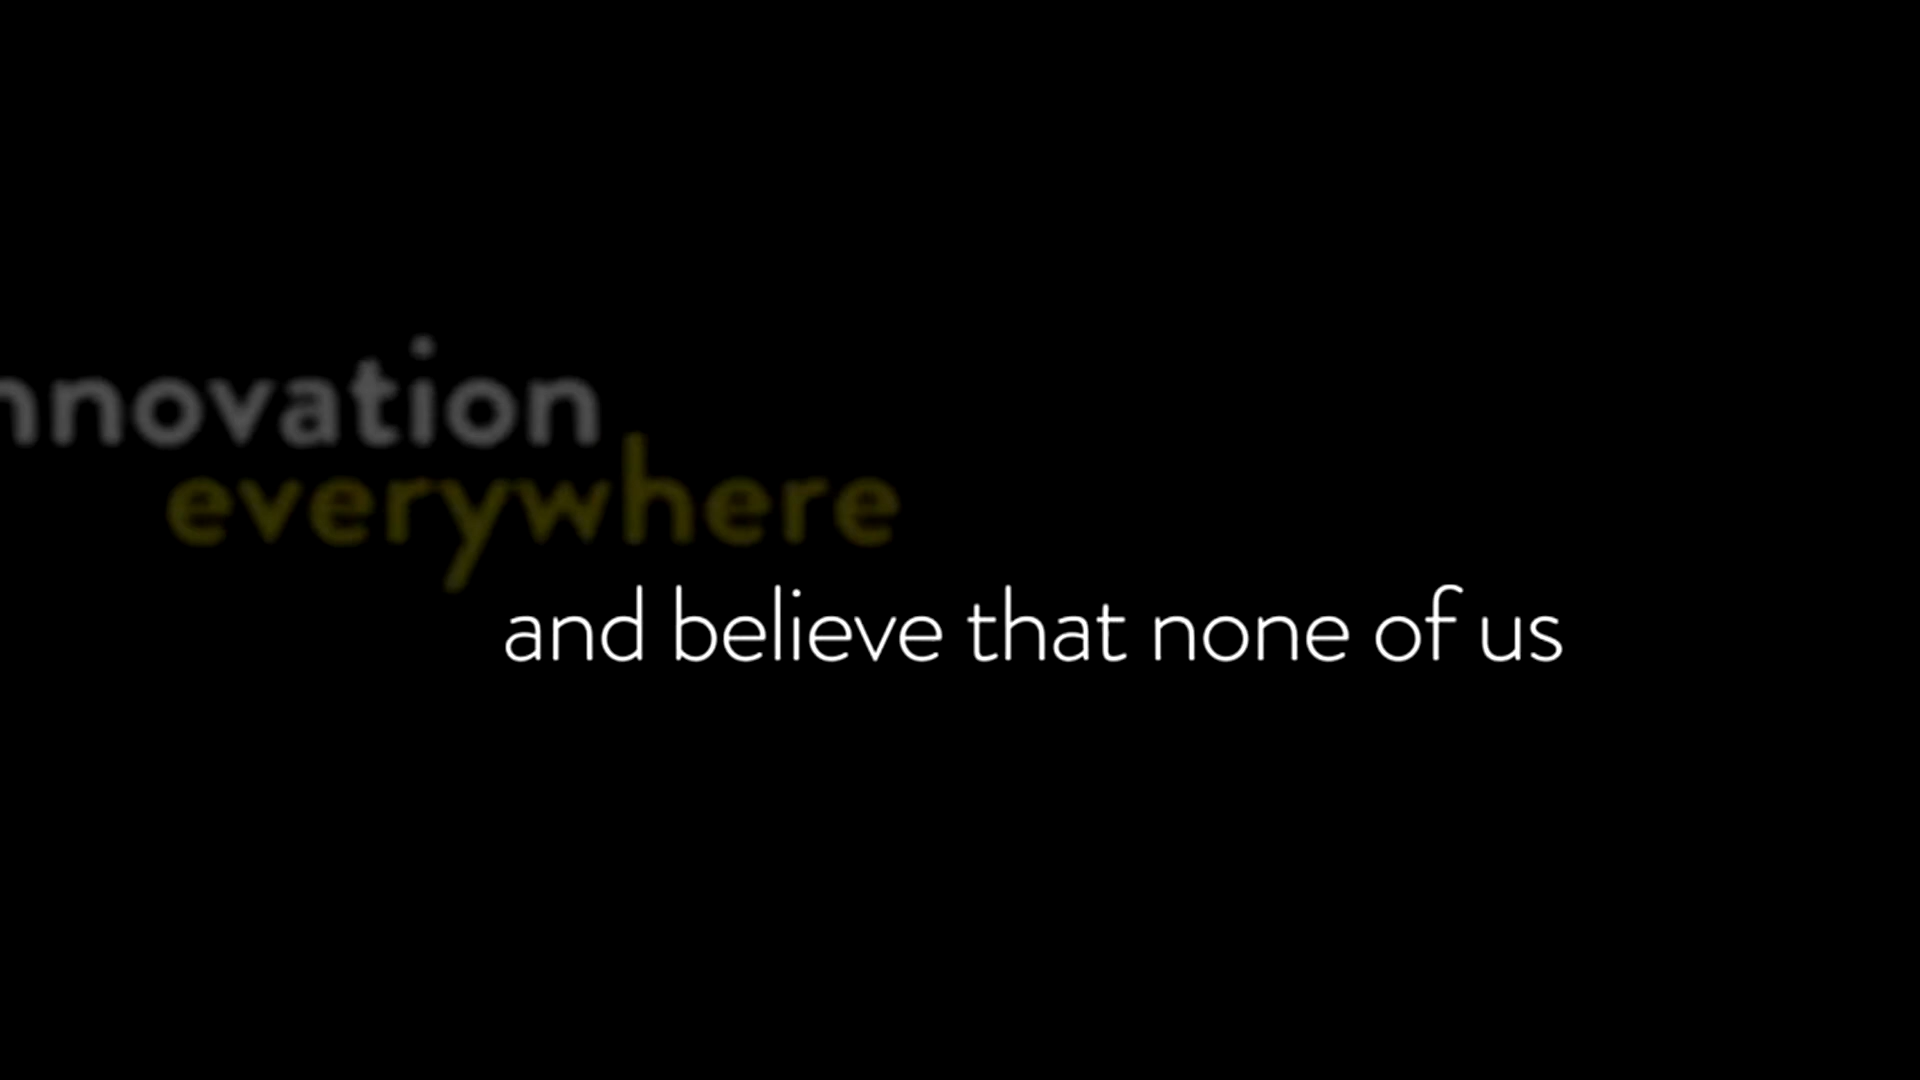 nnovation
everywhere
and believe that none of us